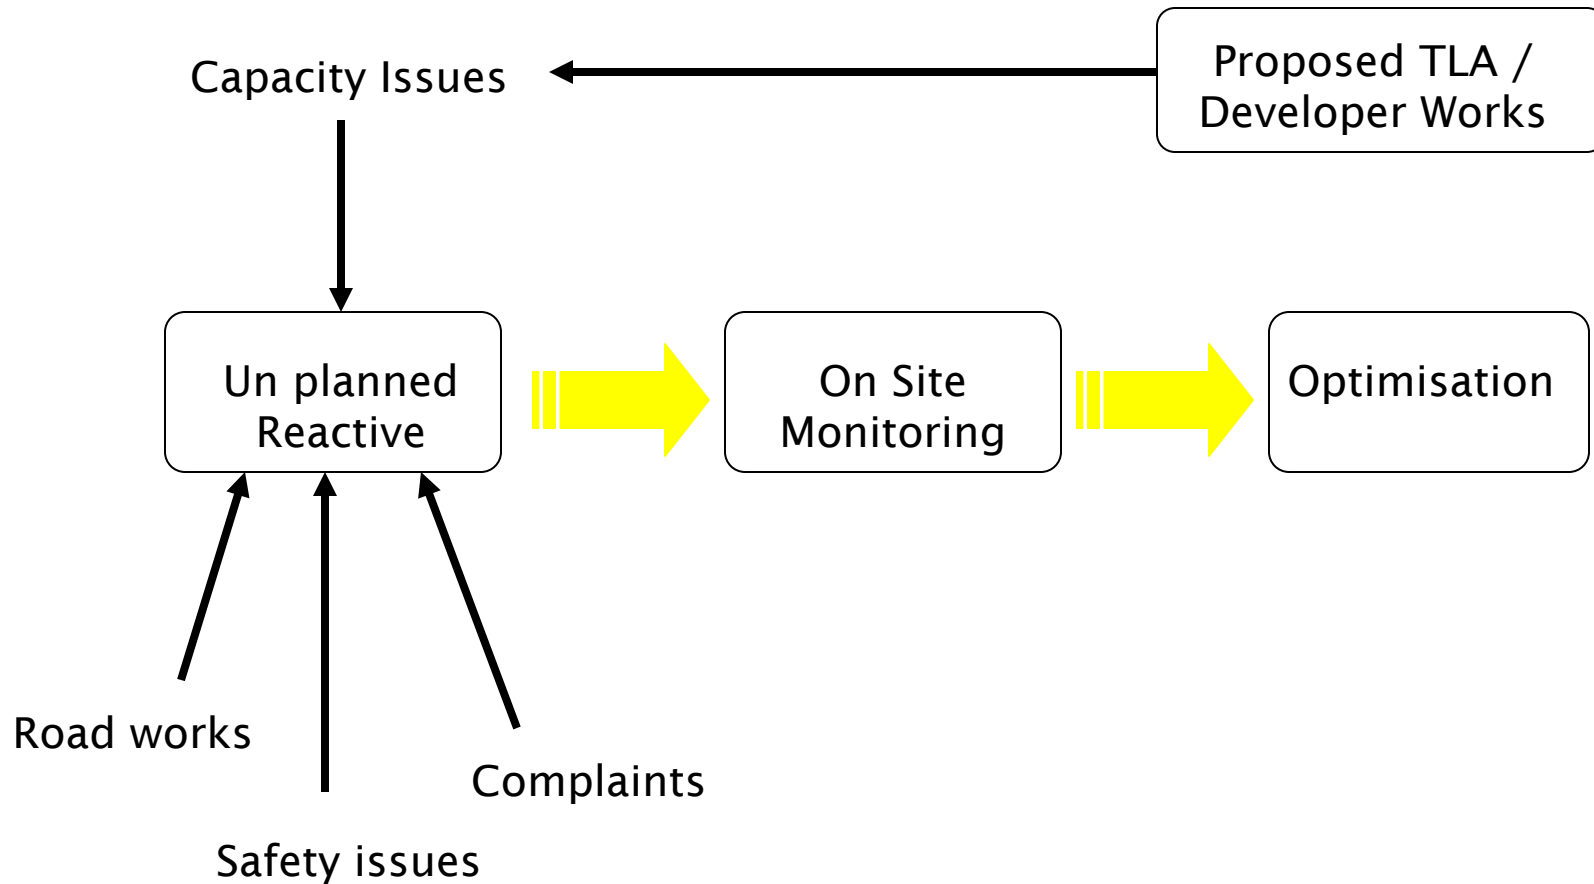 Capacity Issues
Proposed TLA /
Developer Works
Un planned
Reactive
On Site
Monitoring
Optimisation
Road works
Complaints
Safety issues